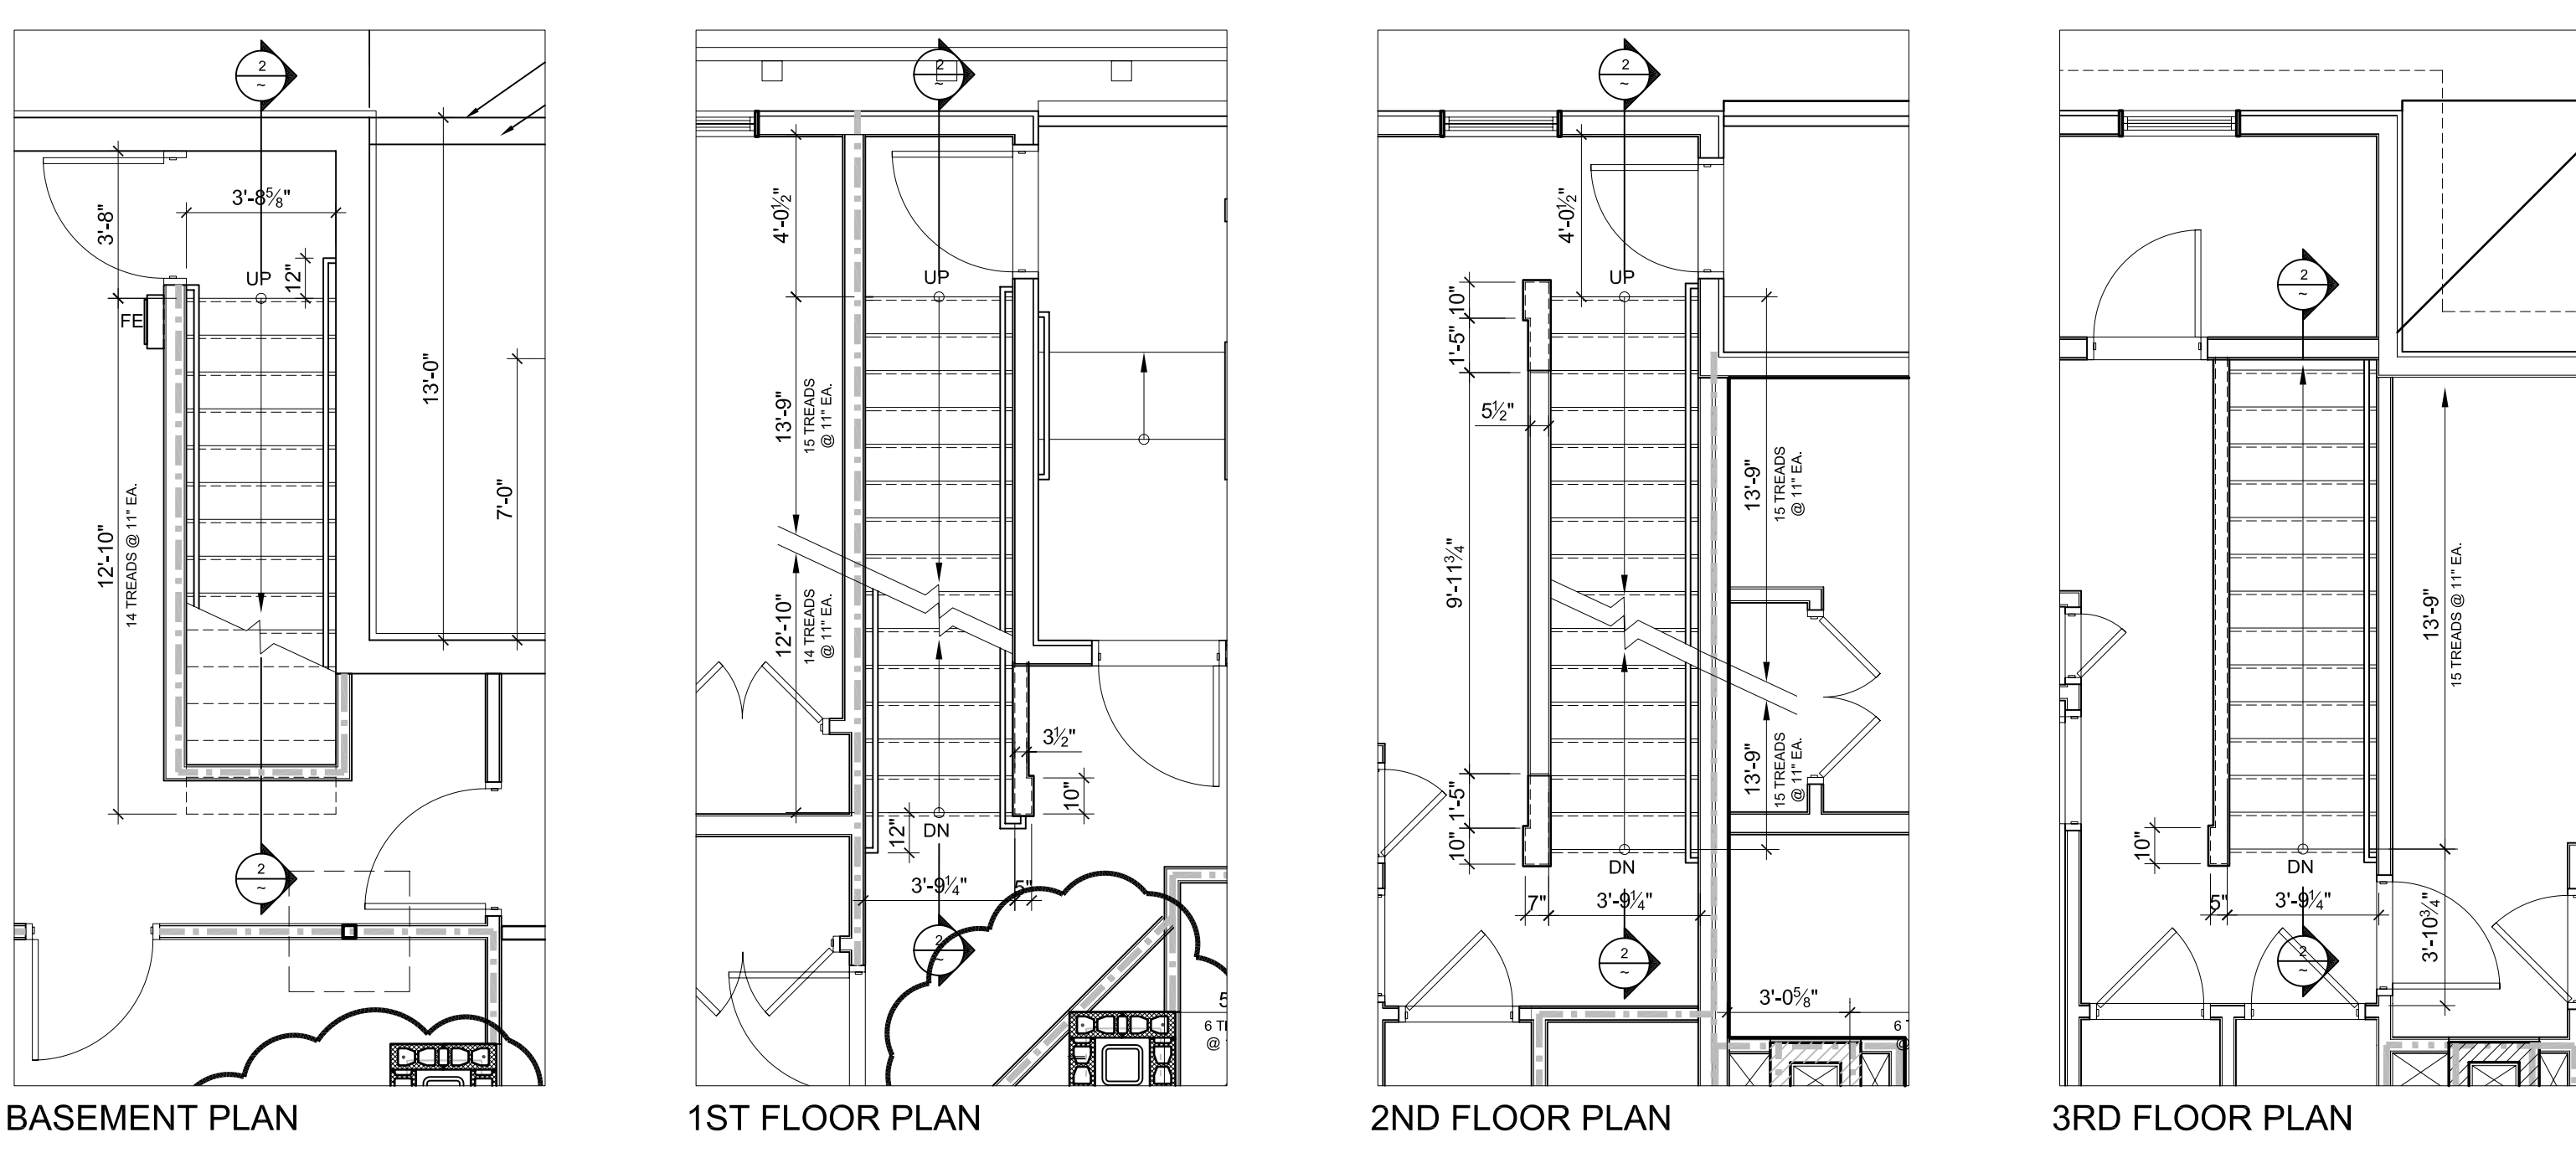 2
~
3'-8⅝"
3'-8"
UP
12"
FE
13'-0"
7'-0"
12'-10"
14 TREADS @ 11" EA.
2
~
BASEMENT PLAN
2
~
4'-0½"
UP
13'-9"
15 TREADS
@ 11" EA.
12'-10"
14 TREADS
@ 11" EA.
3½"
10"
12"
DN
3'-9¼"
5"
2
~
@
1ST FLOOR PLAN
2
~
4'-0½"
UP
10"
1'-5"
5½"
13'-9"
15 TREADS
@ 11" EA.
9'-11¾"
13'-9"
15 TREADS
@ 11" EA.
1'-5"
10"
DN
7"
3'-9¼"
2
~
3'-0⅝"
6
2ND FLOOR PLAN
2
~
13'-9"
15 TREADS @ 11" EA.
10"
DN
5"
3'-9¼"
3'-10¾"
2
~
3RD FLOOR PLAN